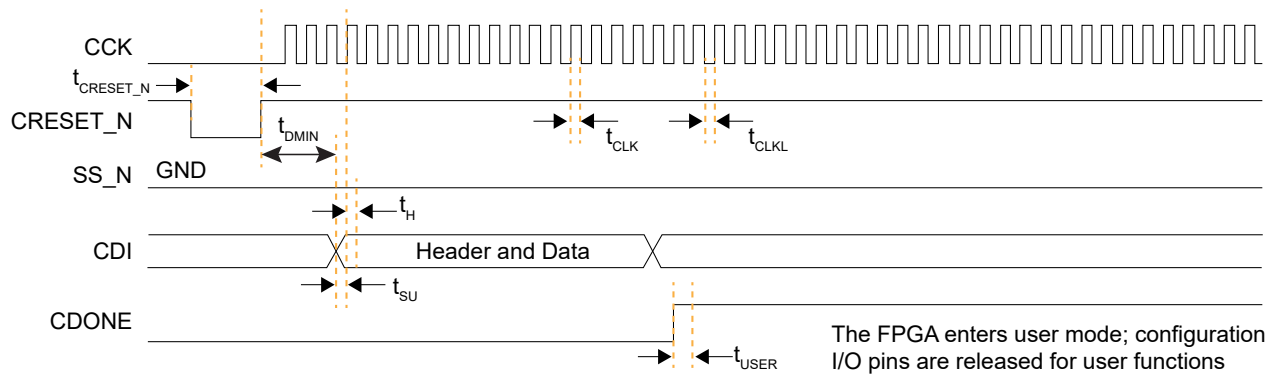 CCK
tCRESET_N
CRESET_N
tDMIN
tCLK
tCLKL
SS_N
GND
tH
CDI
Header and Data
tSU
CDONE
tUSER
The FPGA enters user mode; configuration
I/O pins are released for user functions